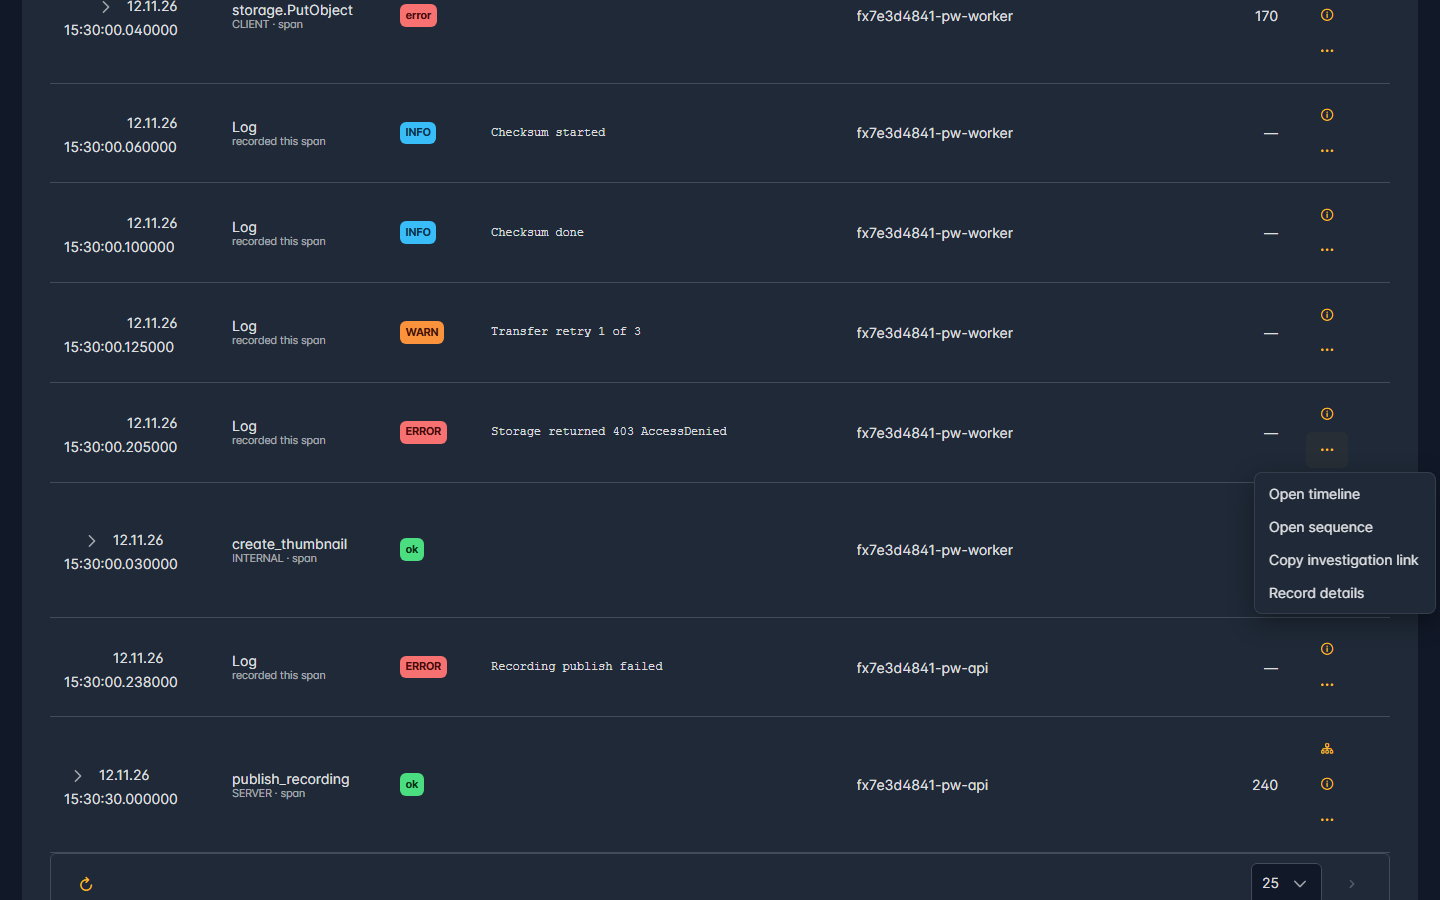 12.11.26
15:30:00.040000
storage.PutObject
CLIENT · span
error
fx7e3d4841-pw-worker
170
12.11.26
15:30:00.060000
Log
recorded this span
INFO
Checksum started
fx7e3d4841-pw-worker
—
12.11.26
15:30:00.100000
Log
recorded this span
INFO
Checksum done
fx7e3d4841-pw-worker
—
12.11.26
15:30:00.125000
Log
recorded this span
WARN
Transfer retry 1 of 3
fx7e3d4841-pw-worker
—
12.11.26
15:30:00.205000
Log
recorded this span
ERROR
Storage returned 403 AccessDenied
fx7e3d4841-pw-worker
—
Open timeline
Open sequence
Copy investigation link
Record details
12.11.26
15:30:00.030000
create_thumbnail
INTERNAL · span
ok
fx7e3d4841-pw-worker
12.11.26
15:30:00.238000
Log
recorded this span
ERROR
Recording publish failed
fx7e3d4841-pw-api
—
12.11.26
15:30:30.000000
publish_recording
SERVER · span
ok
fx7e3d4841-pw-api
240
25